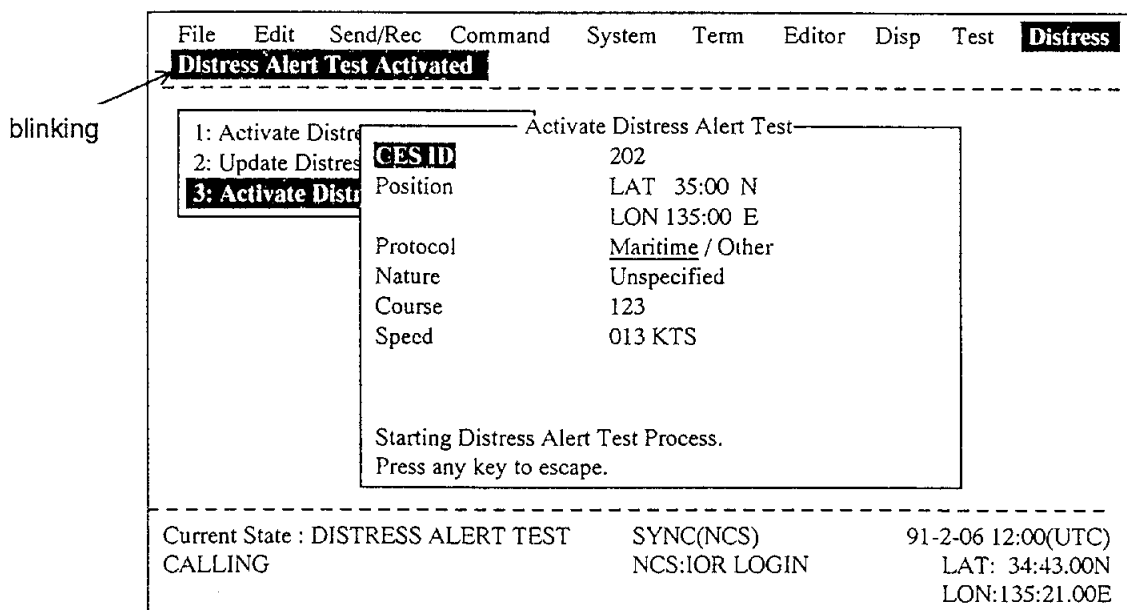 File Edit Send/Rec Command System Term Editor Disp Test Distress
Distress Alert Test Activated
blinking
1: Activate Distre
2: Update Distres
3: Activate Distr
Activate Distress Alert Test
CES ID 202
Position LAT 35:00 N
LON 135:00 E
Protocol Maritime / Other
Nature Unspecified
Course 123
Speed 013 KTS
Starting Distress Alert Test Process.
Press any key to escape.
Current State : DISTRESS ALERT TEST SYNC(NCS) 91-2-06 12:00(UTC)
CALLING NCS:IOR LOGIN LAT: 34:43.00N
LON:135:21.00E